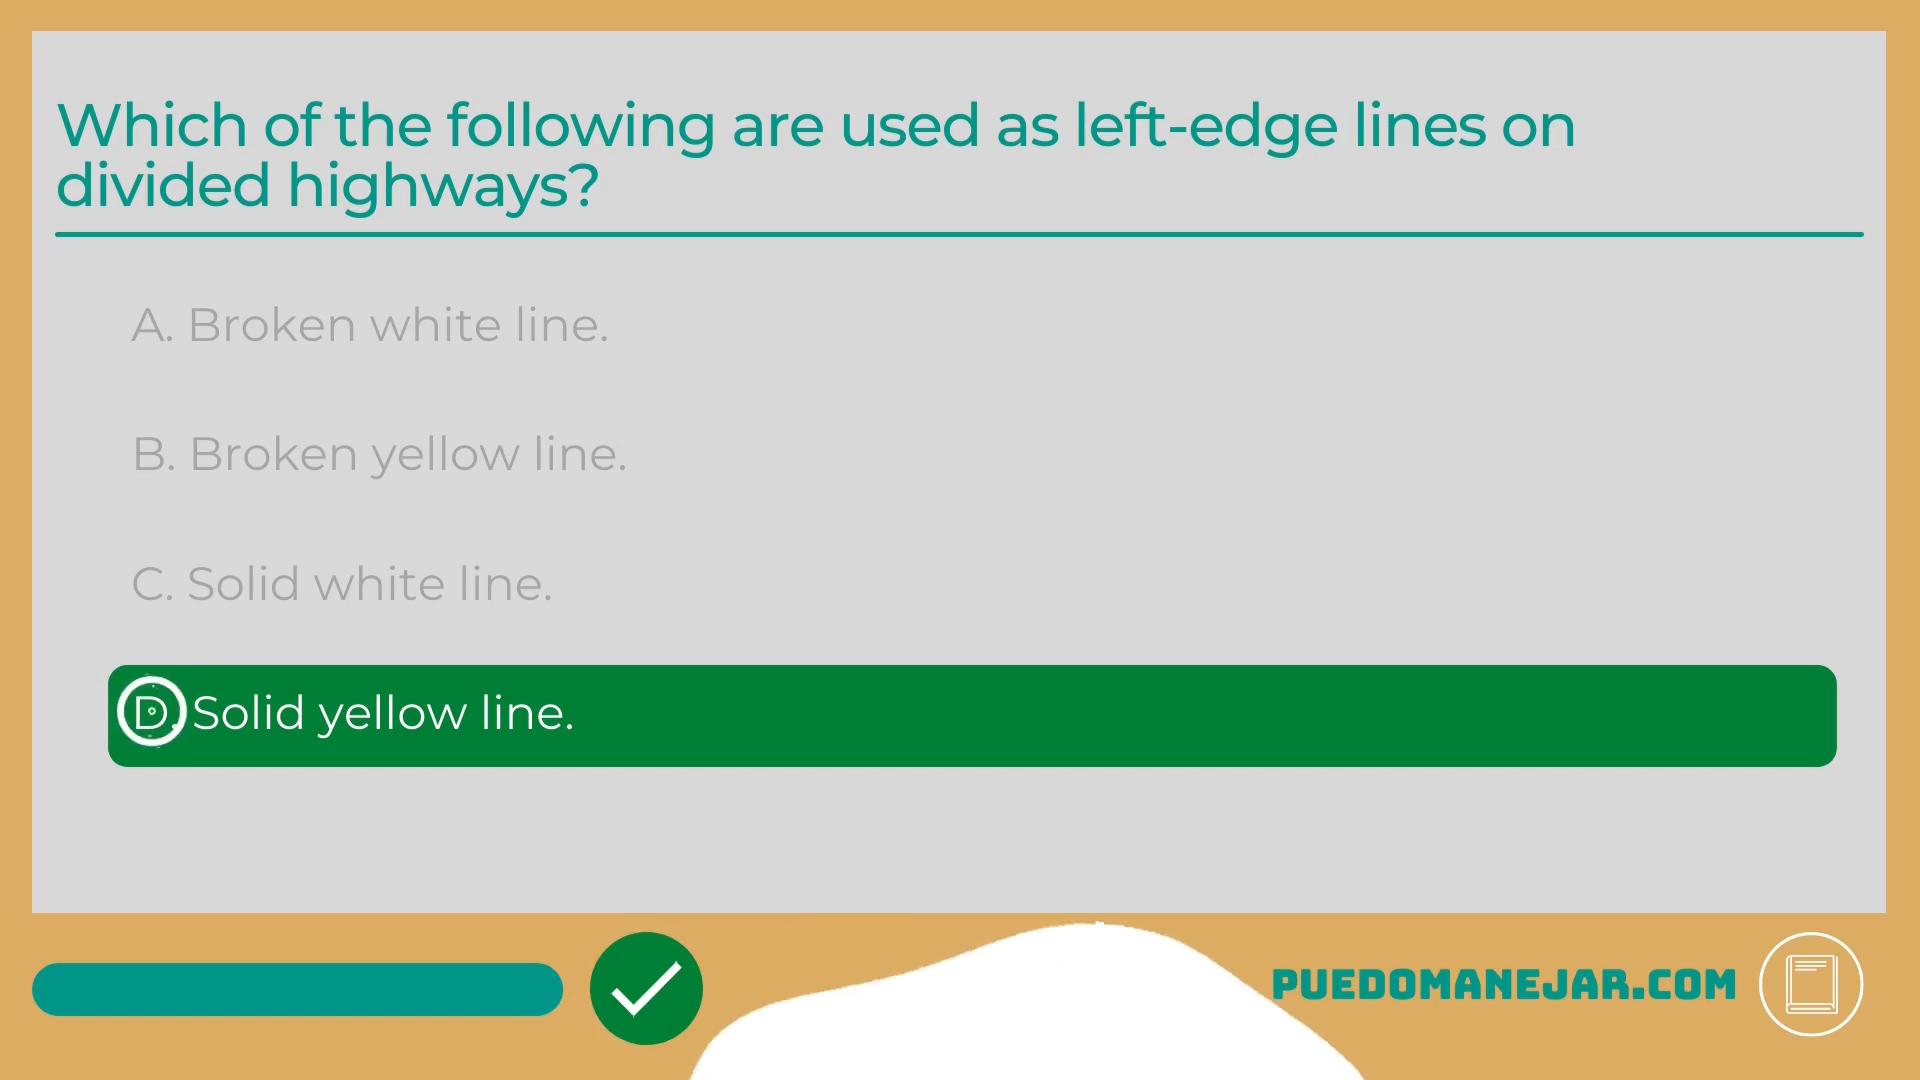 Which of the following are used as left-edge lines on
divided highways?
A. Broken white line.
B. Broken yellow line.
C. Solid white line.
D. Solid yellow line.
PUEDOMANEJAR.COM